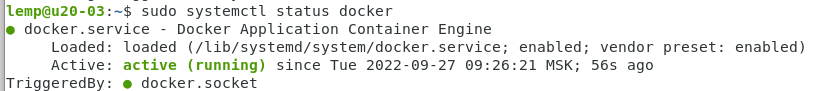 lemp@u20-03:~$ sudo systemctl status docker
● docker.service - Docker Application Container Engine
     Loaded: loaded (/lib/systemd/system/docker.service; enabled; vendor preset: enabled)
     Active: active (running) since Tue 2022-09-27 09:26:21 MSK; 56s ago
TriggeredBy: ● docker.socket